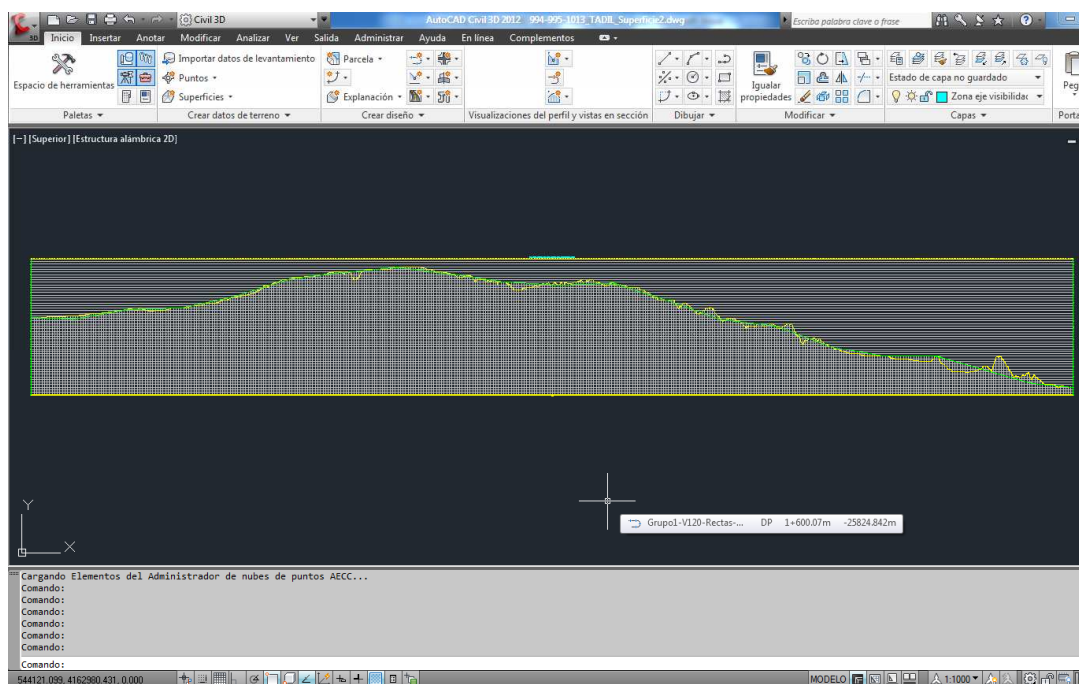 Civil 3D
AutoCAD Civil 3D 2012 994-995-1013_TADIL_Superficie2.dwg
Escriba palabra clave o frase
3D
Inicio Insertar Anotar Modificar Analizar Ver Salida Administrar Ayuda En línea Complementos
Importar datos de levantamiento Parcela
Puntos
Espacio de herramientas
Superficies Explanación
Igualar propiedades
Estado de capa no guardado
Zona eje visibilidac
Peg
Paletas Crear datos de terreno Crear diseño Visualizaciones del perfil y vistas en sección Dibujar Modificar Capas Porta
[−] [Superior] [Estructura alámbrica 2D]
Grupo1-V120-Rectas-... DP 1+600.07m -25824.842m
Y
X
Cargando Elementos del Administrador de nubes de puntos AECC...
Comando:
Comando:
Comando:
Comando:
Comando:
Comando:
Comando:
544121.099, 4162980.431, 0.000
MODELO 1:1000